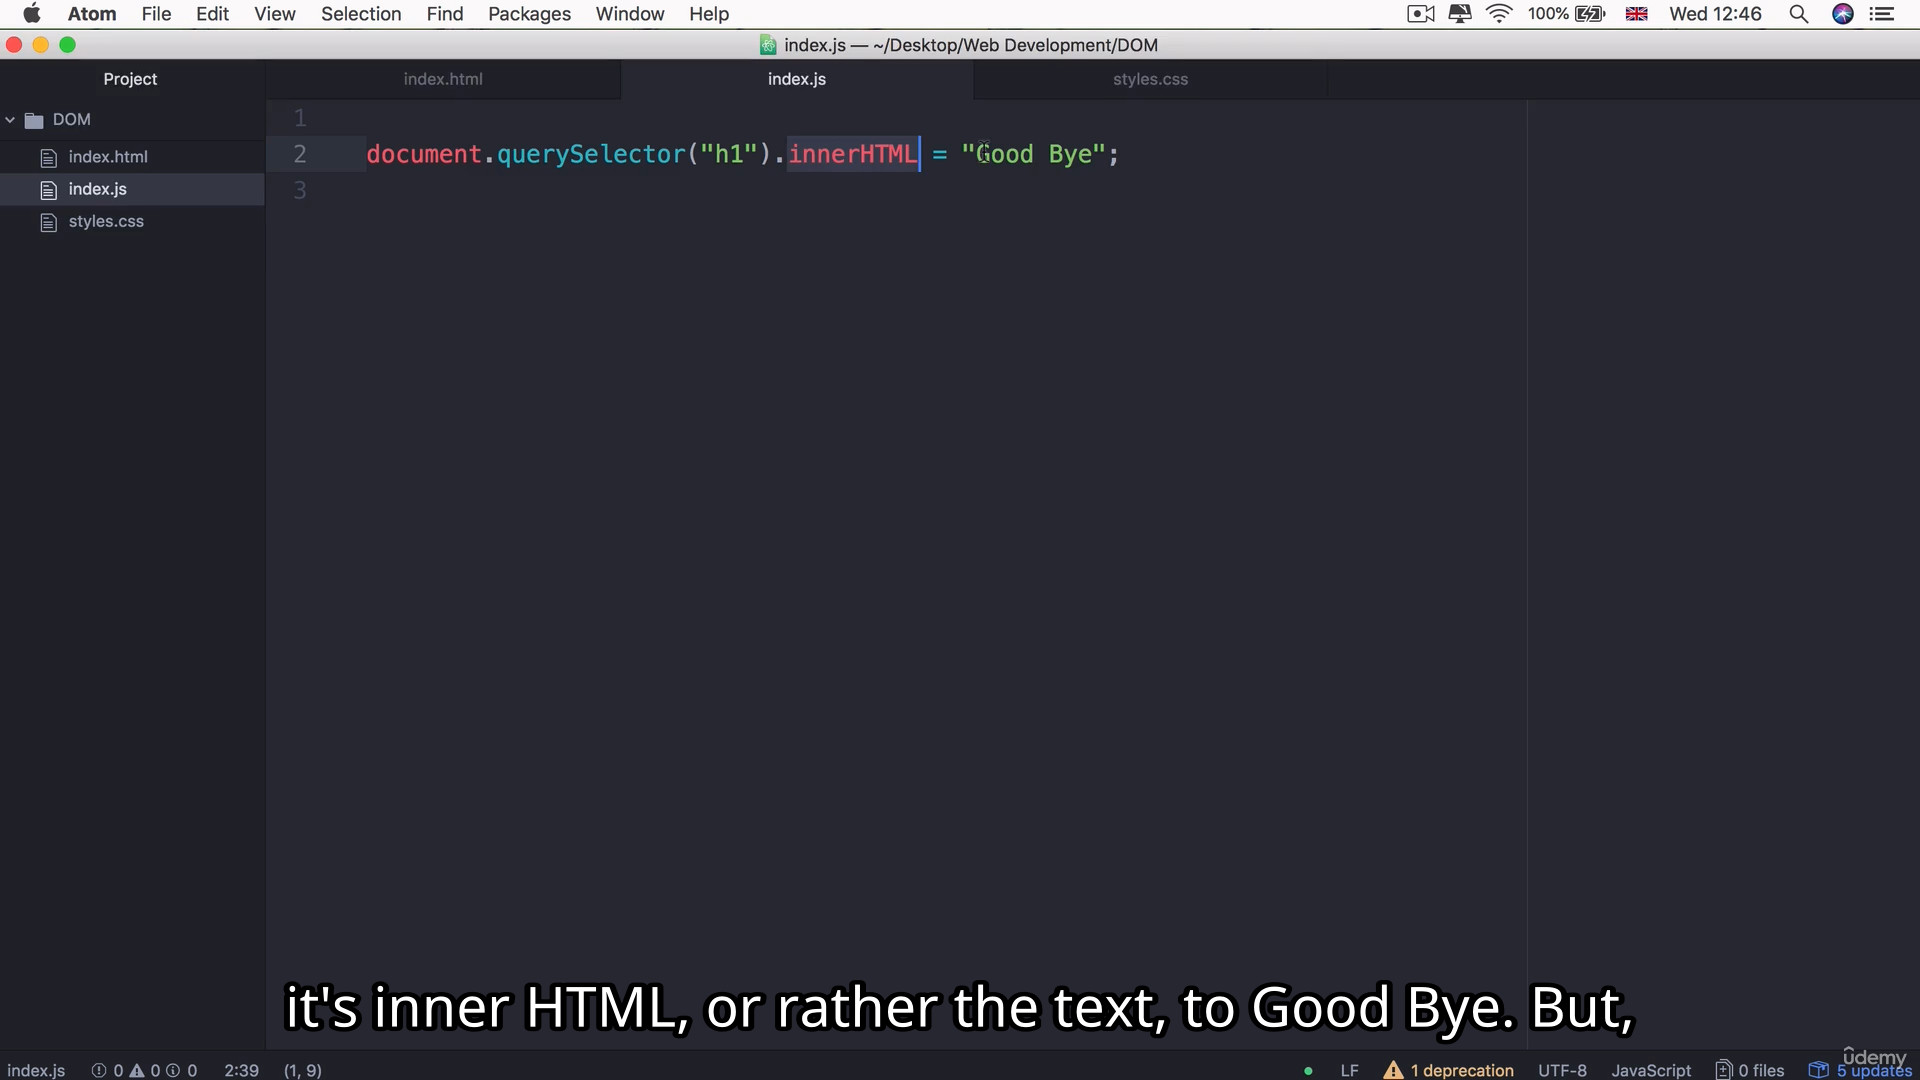 Atom File Edit View Selection Find Packages Window Help 100% Wed 12:46
index.js — ~/Desktop/Web Development/DOM
Project index.html index.js styles.css
DOM
index.html
index.js
styles.css
1
2 document.querySelector("h1").innerHTML = "Good Bye";
3
it's inner HTML, or rather the text, to Good Bye. But,
ûdemy
index.js 0 0 0 2:39 (1, 9) LF 1 deprecation UTF-8 JavaScript 0 files 5 updates